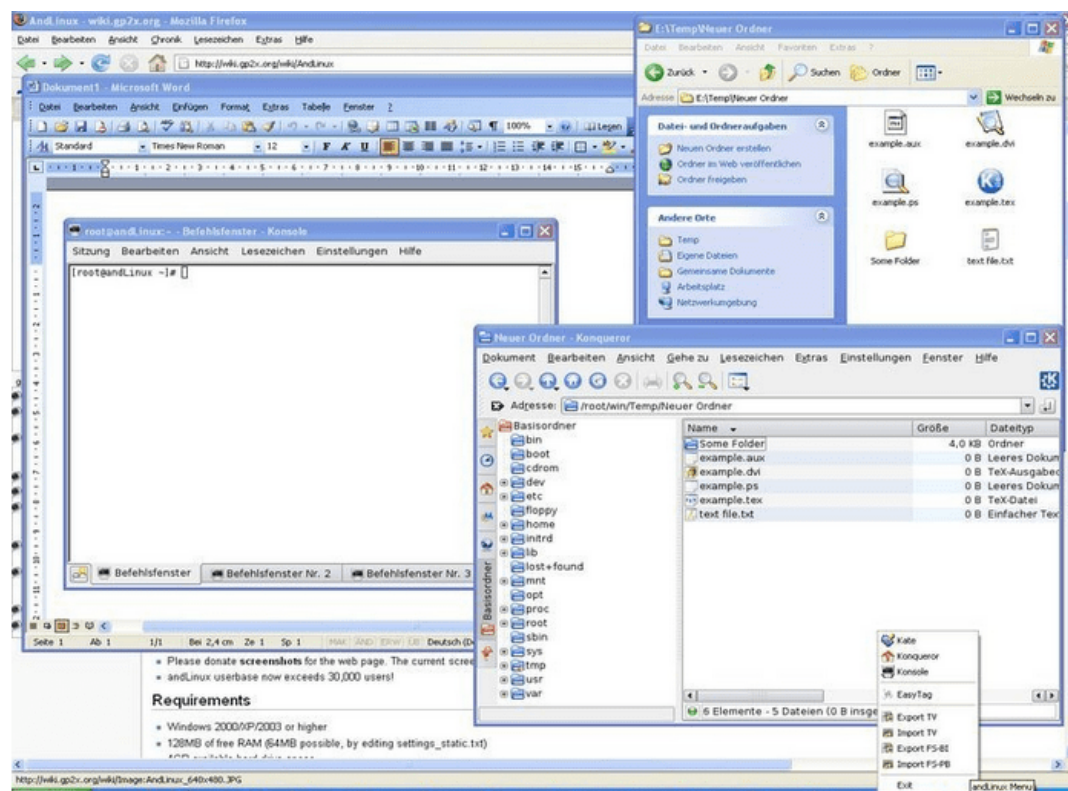 AndLinux - wiki.gp2x.org - Mozilla Firefox
Datei Bearbeiten Ansicht Chronik Lesezeichen Extras Hilfe
http://wiki.gp2x.org/wiki/AndLinux
Dokument1 - Microsoft Word
Datei Bearbeiten Ansicht Einfügen Format Extras Tabelle Fenster ?
100%
Lesen
Standard
Times New Roman
12
F K U
root@andLinux:~ - Befehlsfenster - Konsole
Sitzung Bearbeiten Ansicht Lesezeichen Einstellungen Hilfe
[root@andLinux ~]#
Befehlsfenster
Befehlsfenster Nr. 2
Befehlsfenster Nr. 3
Seite 1 Ab 1 1/1 Bei 2,4 cm Ze 1 Sp 1 MAK ÄND ERW ÜB Deutsch (De
E:\Temp\Neuer Ordner
Datei Bearbeiten Ansicht Favoriten Extras ?
Zurück
Suchen
Ordner
Adresse
E:\Temp\Neuer Ordner
Wechseln zu
Datei- und Ordneraufgaben
Neuen Ordner erstellen
Ordner im Web veröffentlichen
Ordner freigeben
Andere Orte
Temp
Eigene Dateien
Gemeinsame Dokumente
Arbeitsplatz
Netzwerkumgebung
example.aux
example.dvi
example.ps
example.tex
Some Folder
text file.txt
Neuer Ordner - Konqueror
Dokument Bearbeiten Ansicht Gehe zu Lesezeichen Extras Einstellungen Fenster Hilfe
Adresse: /root/win/Temp/Neuer Ordner
Basisordner
Basisordner
bin
boot
cdrom
dev
etc
floppy
home
initrd
lib
lost+found
mnt
opt
proc
root
sbin
sys
tmp
usr
var
Name Größe Dateityp
Some Folder 4,0 KB Ordner
example.aux 0 B Leeres Dokum
example.dvi 0 B TeX-Ausgabed
example.ps 0 B Leeres Dokum
example.tex 0 B TeX-Datei
text file.txt 0 B Einfacher Tex
6 Elemente - 5 Dateien (0 B insge
Kate
Konqueror
Konsole
EasyTag
Export TV
Import TV
Export FS-BI
Import FS-PB
Exit
andLinux Menu
Please donate screenshots for the web page. The current scree
andLinux userbase now exceeds 30,000 users!
Requirements
Windows 2000/XP/2003 or higher
128MB of free RAM (64MB possible, by editing settings_static.txt)
http://wiki.gp2x.org/wiki/Image:AndLinux_640x480.JPG